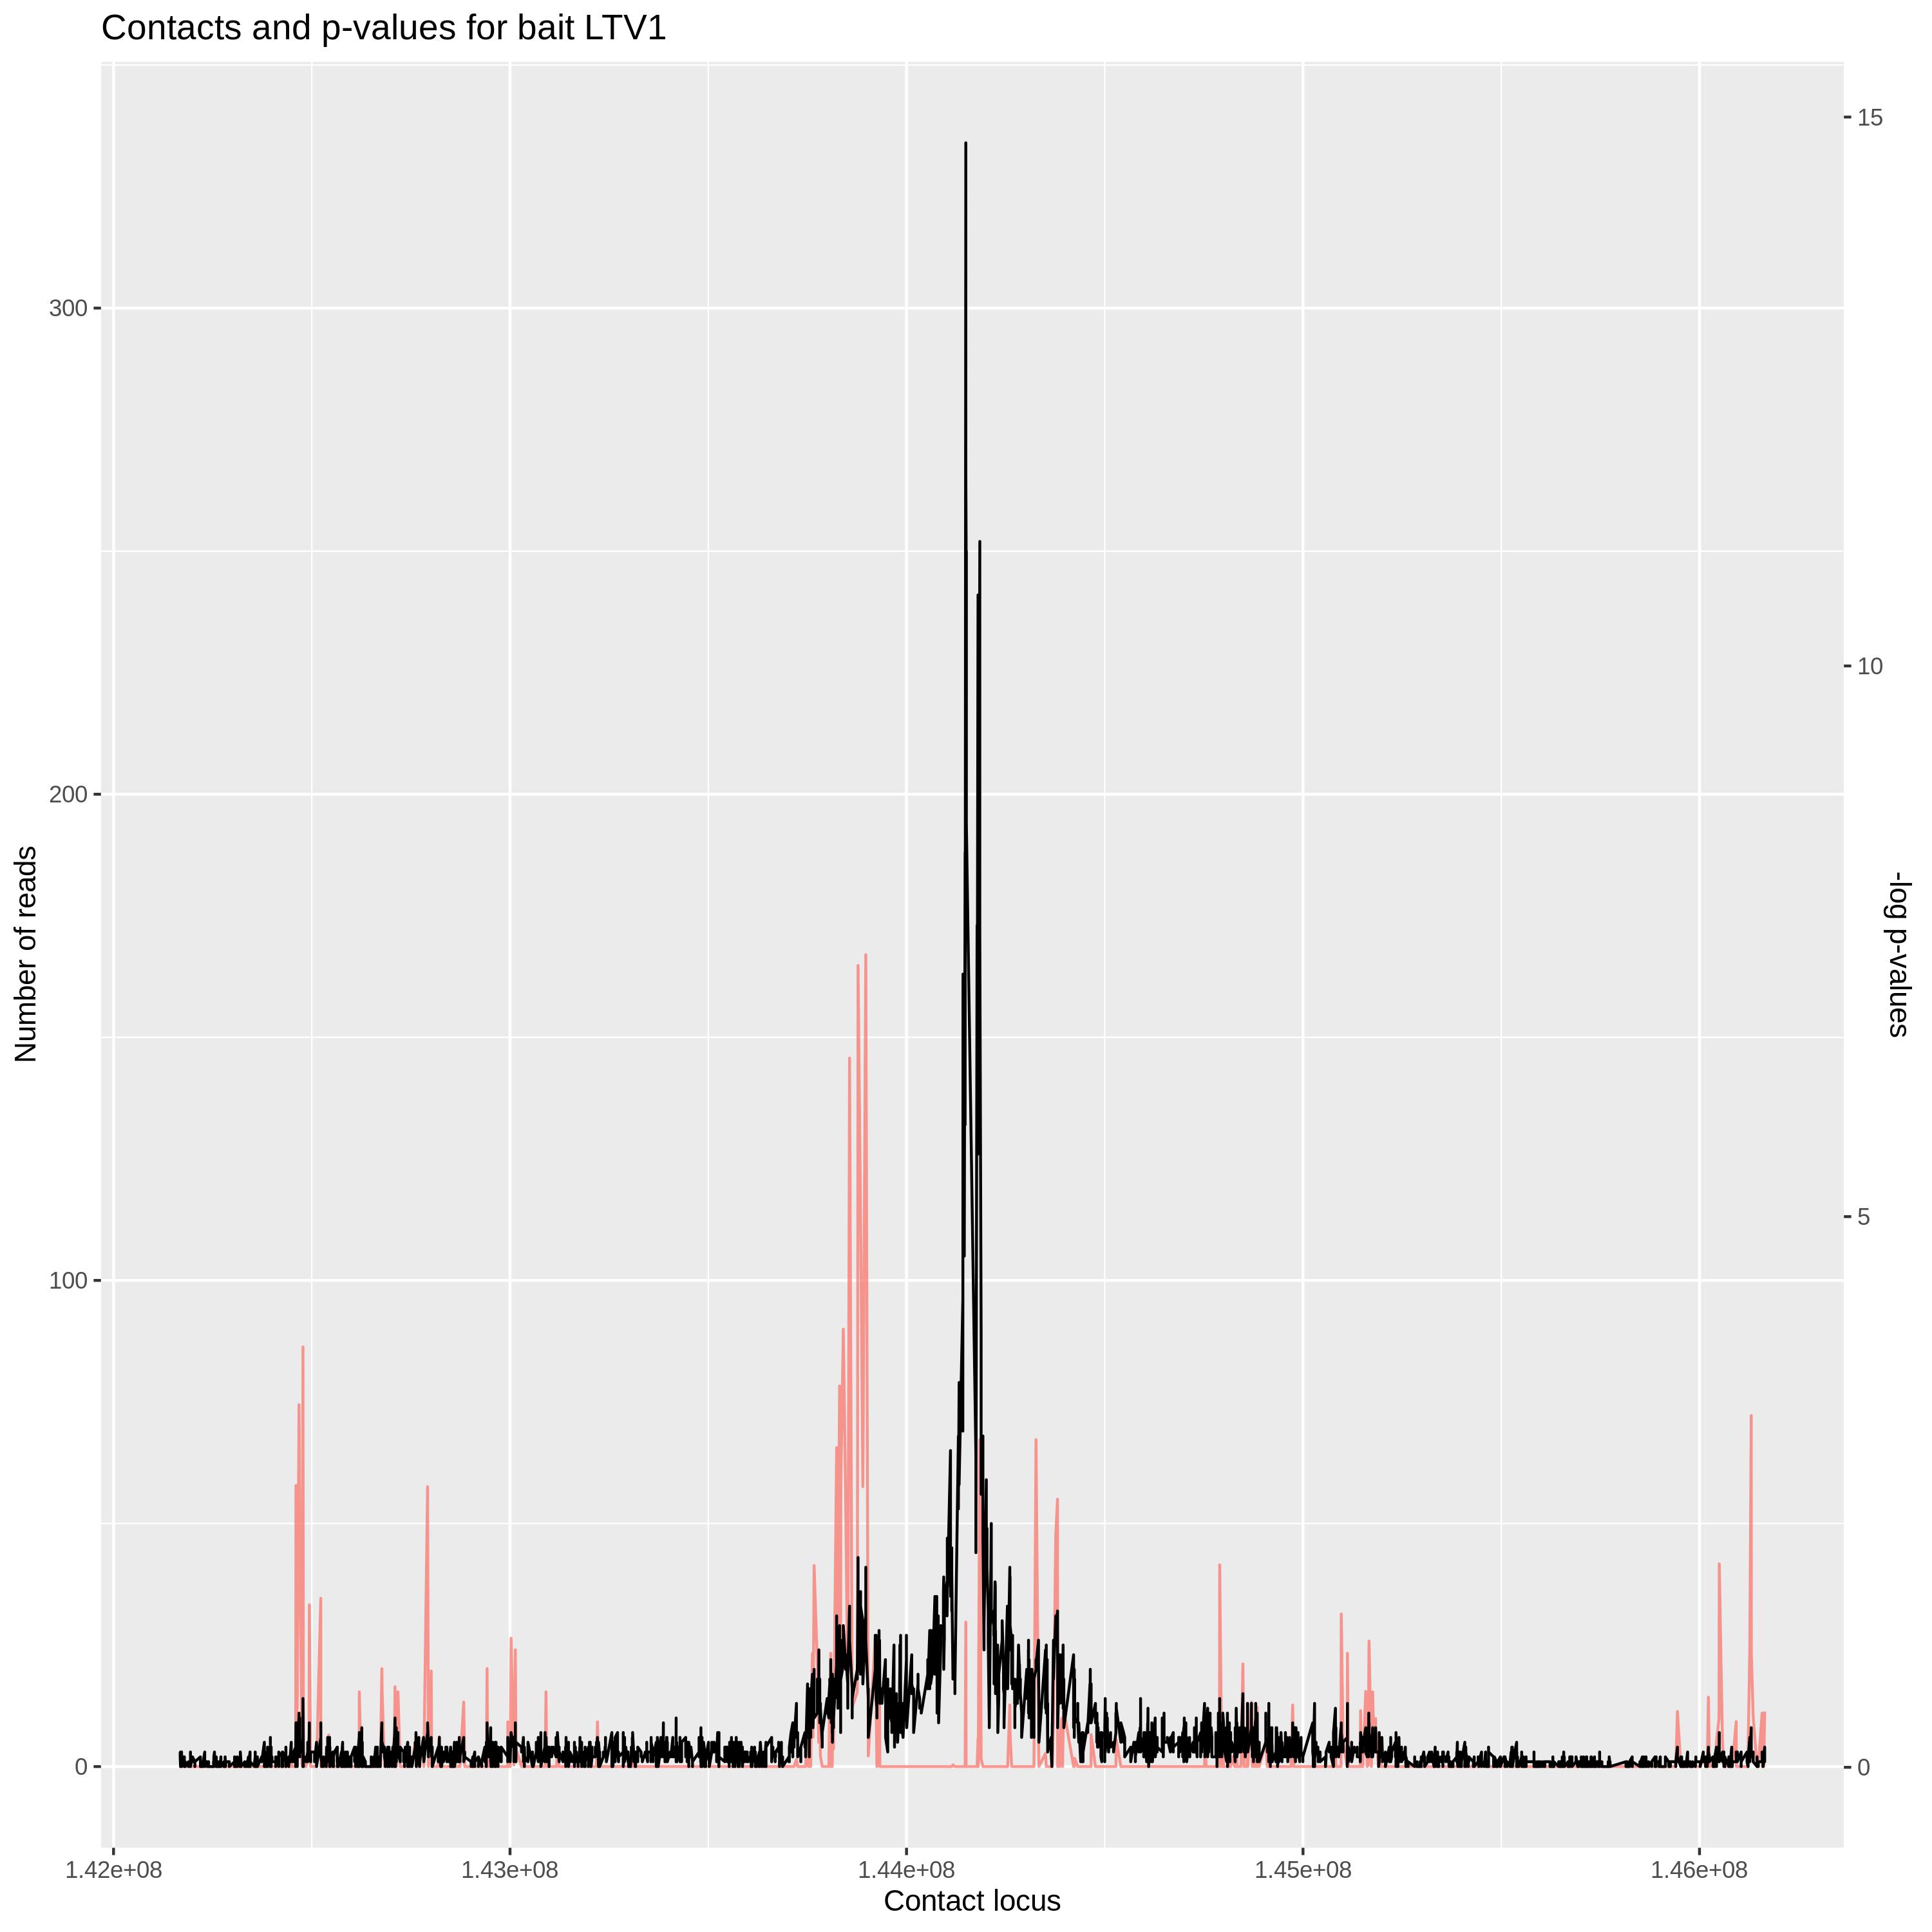 Contacts and p-values for bait LTV1
15
300
10
200
Number of reads
-log p-values
5
100
0
0
1.42e+08 1.43e+08 1.44e+08 1.45e+08 1.46e+08
Contact locus